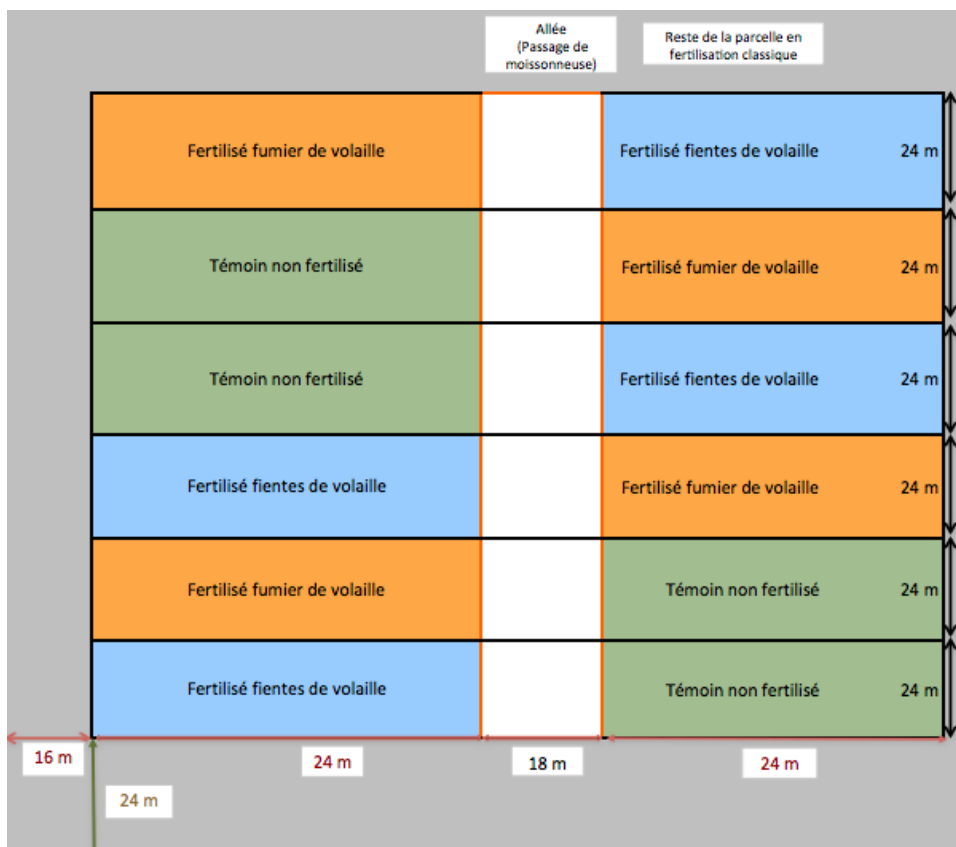 Allée
(Passage de
moissonneuse)
Reste de la parcelle en
fertilisation classique
Fertilisé fumier de volaille
Fertilisé fientes de volaille
24 m
Témoin non fertilisé
Fertilisé fumier de volaille
24 m
Témoin non fertilisé
Fertilisé fientes de volaille
24 m
Fertilisé fientes de volaille
Fertilisé fumier de volaille
24 m
Fertilisé fumier de volaille
Témoin non fertilisé
24 m
Fertilisé fientes de volaille
Témoin non fertilisé
24 m
16 m
24 m
18 m
24 m
24 m